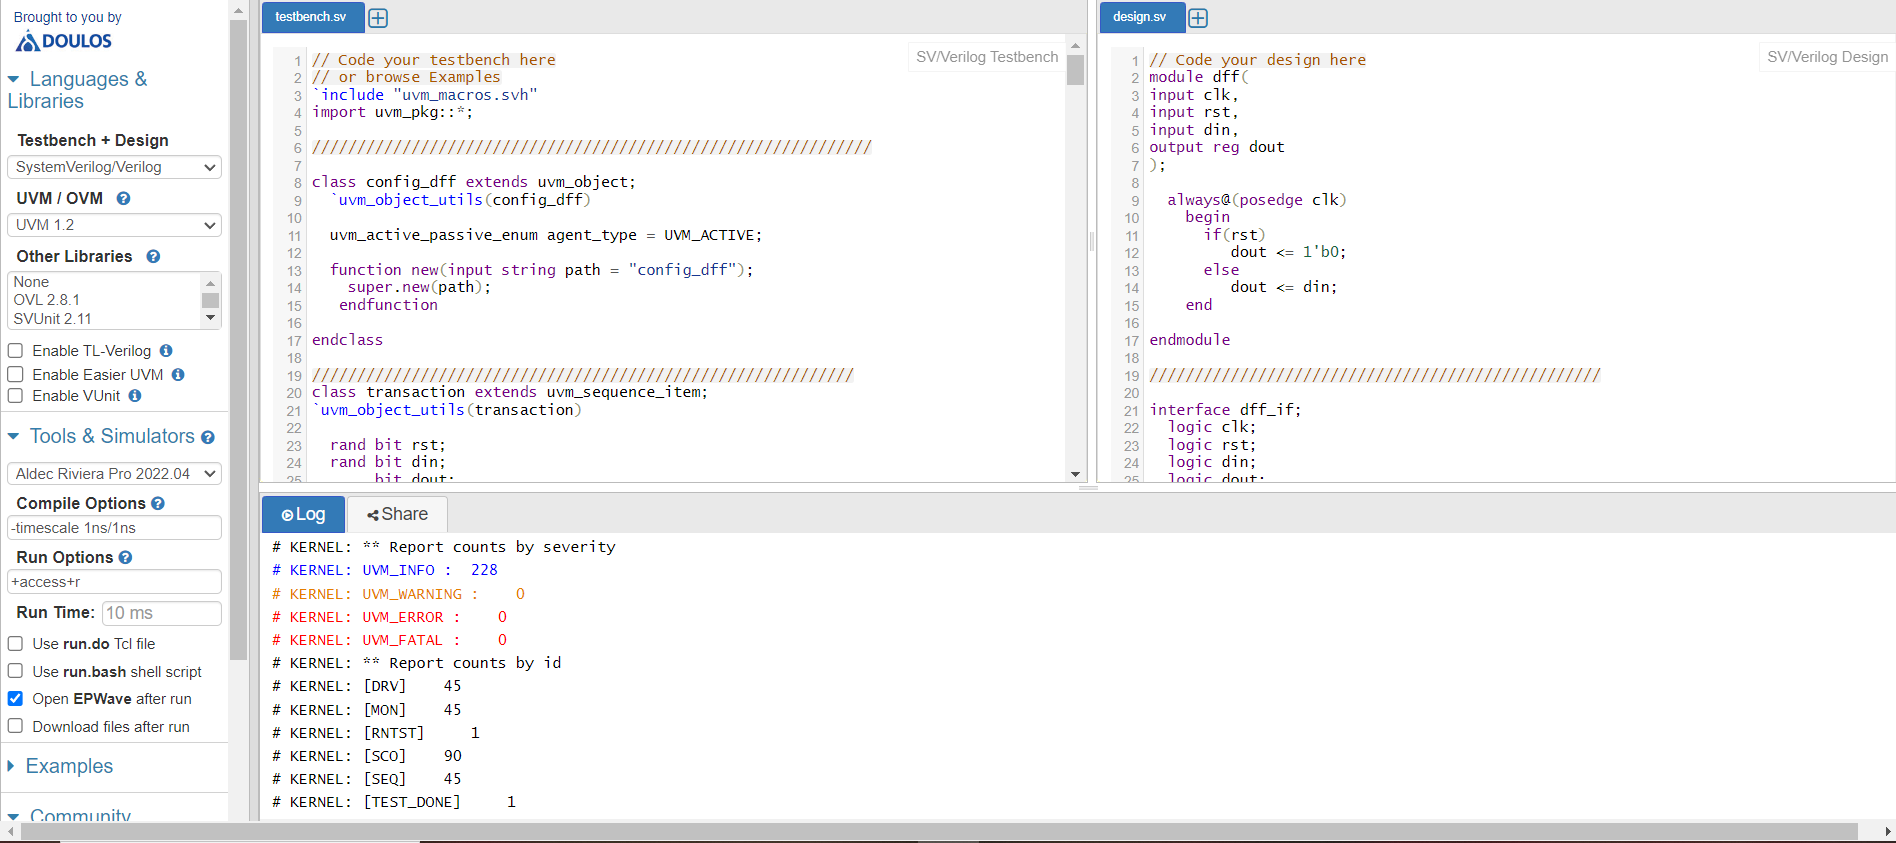 Brought to you by
DOULOS
Languages &
Libraries
Testbench + Design
SystemVerilog/Verilog
UVM / OVM
UVM 1.2
Other Libraries
None
OVL 2.8.1
SVUnit 2.11
Enable TL-Verilog
Enable Easier UVM
Enable VUnit
Tools & Simulators
Aldec Riviera Pro 2022.04
Compile Options
-timescale 1ns/1ns
Run Options
+access+r
Run Time: 10 ms
Use run.do Tcl file
Use run.bash shell script
Open EPWave after run
Download files after run
Examples
Community
testbench.sv
SV/Verilog Testbench
1 // Code your testbench here
2 // or browse Examples
3 `include "uvm_macros.svh"
4 import uvm_pkg::*;
5
6 //////////////////////////////////////////////////////////////
7
8 class config_dff extends uvm_object;
9 `uvm_object_utils(config_dff)
10
11 uvm_active_passive_enum agent_type = UVM_ACTIVE;
12
13 function new(input string path = "config_dff");
14 super.new(path);
15 endfunction
16
17 endclass
18
19 ////////////////////////////////////////////////////////////
20 class transaction extends uvm_sequence_item;
21 `uvm_object_utils(transaction)
22
23 rand bit rst;
24 rand bit din;
25 bit dout;
design.sv
SV/Verilog Design
1 // Code your design here
2 module dff(
3 input clk,
4 input rst,
5 input din,
6 output reg dout
7 );
8
9 always@(posedge clk)
10 begin
11 if(rst)
12 dout <= 1'b0;
13 else
14 dout <= din;
15 end
16
17 endmodule
18
19 //////////////////////////////////////////////////
20
21 interface dff_if;
22 logic clk;
23 logic rst;
24 logic din;
25 logic dout;
Log
Share
# KERNEL: ** Report counts by severity
# KERNEL: UVM_INFO : 228
# KERNEL: UVM_WARNING : 0
# KERNEL: UVM_ERROR : 0
# KERNEL: UVM_FATAL : 0
# KERNEL: ** Report counts by id
# KERNEL: [DRV] 45
# KERNEL: [MON] 45
# KERNEL: [RNTST] 1
# KERNEL: [SCO] 90
# KERNEL: [SEQ] 45
# KERNEL: [TEST_DONE] 1